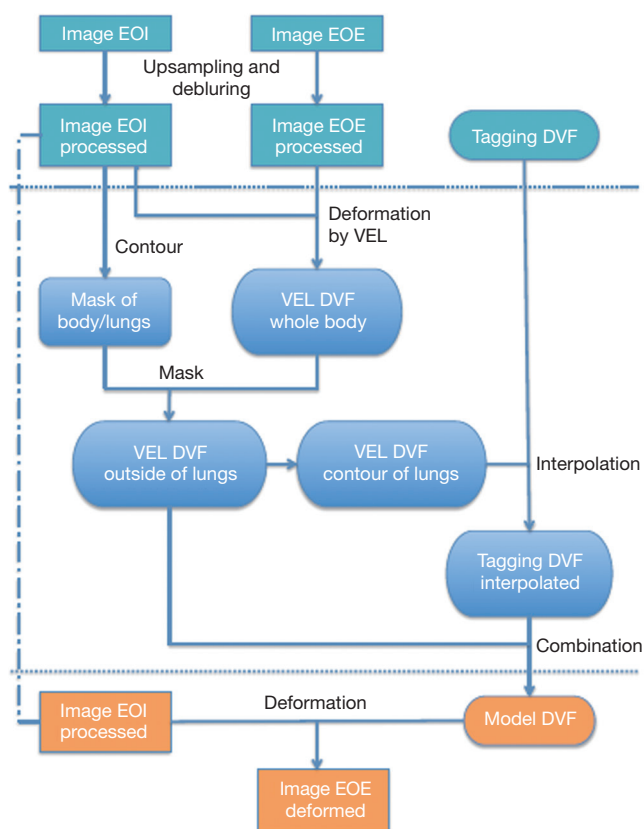 Image EOI
Image EOE
Upsampling and
debluring
Image EOI
processed
Image EOE
processed
Tagging DVF
Deformation
by VEL
Contour
Mask of
body/lungs
VEL DVF
whole body
Mask
VEL DVF
outside of lungs
VEL DVF
contour of lungs
Interpolation
Tagging DVF
interpolated
Combination
Image EOI
processed
Deformation
Model DVF
Image EOE
deformed